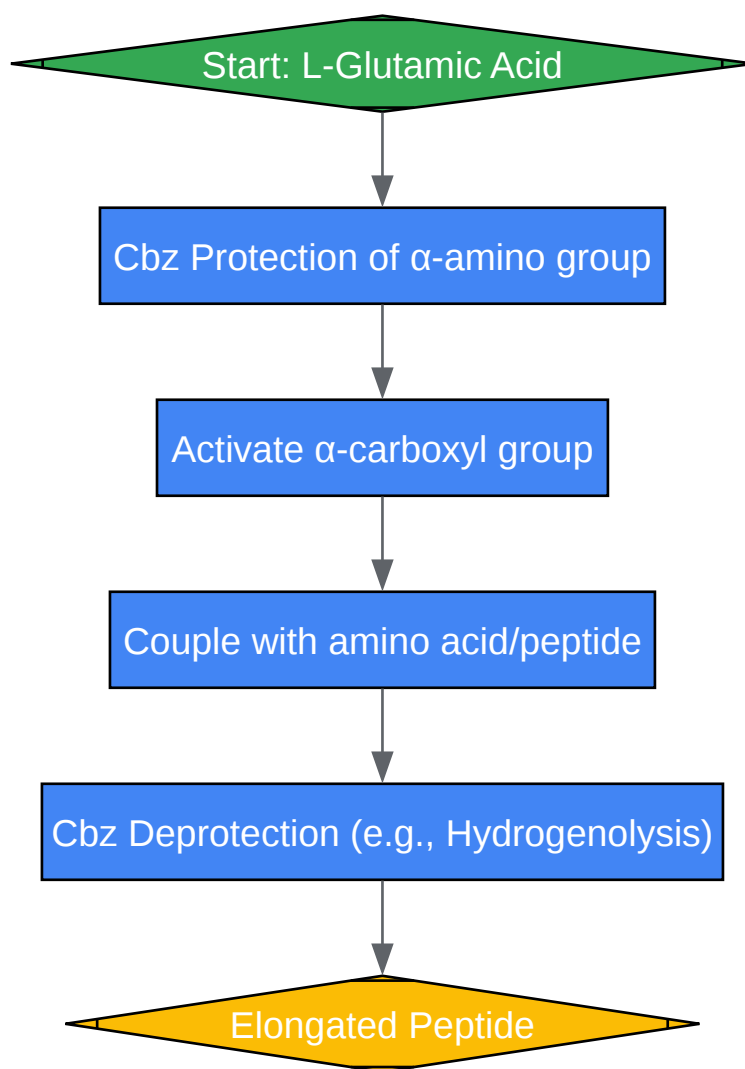 Start: L-Glutamic Acid
Cbz Protection of α-amino group
Activate α-carboxyl group
Couple with amino acid/peptide
Cbz Deprotection (e.g., Hydrogenolysis)
Elongated Peptide